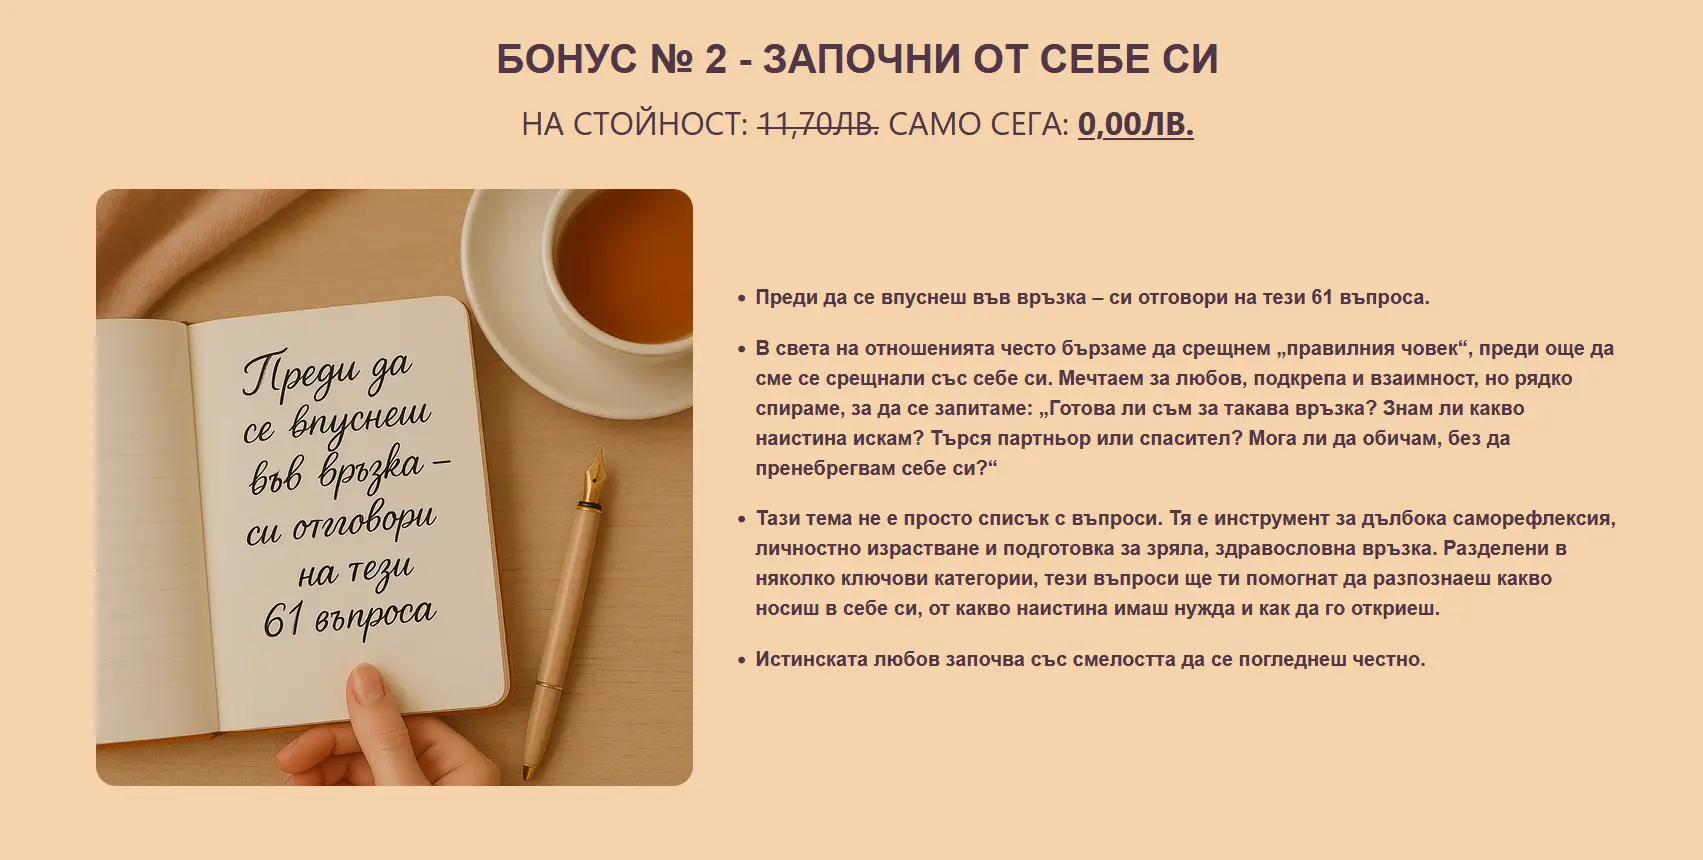 БОНУС № 2 - ЗАПОЧНИ ОТ СЕБЕ СИ
НА СТОЙНОСТ: 11,70ЛВ. САМО СЕГА: 0,00ЛВ.
Преди да
се впуснеш
във връзка –
си отговори
на тези
61 въпроса
• Преди да се впуснеш във връзка – си отговори на тези 61 въпроса.
• В света на отношенията често бързаме да срещнем „правилния човек“, преди още да
сме се срещнали със себе си. Мечтаем за любов, подкрепа и взаимност, но рядко
спираме, за да се запитаме: „Готова ли съм за такава връзка? Знам ли какво
наистина искам? Търся партньор или спасител? Мога ли да обичам, без да
пренебрегвам себе си?“
• Тази тема не е просто списък с въпроси. Тя е инструмент за дълбока саморефлексия,
личностно израстване и подготовка за зряла, здравословна връзка. Разделени в
няколко ключови категории, тези въпроси ще ти помогнат да разпознаеш какво
носиш в себе си, от какво наистина имаш нужда и как да го откриеш.
• Истинската любов започва със смелостта да се погледнеш честно.